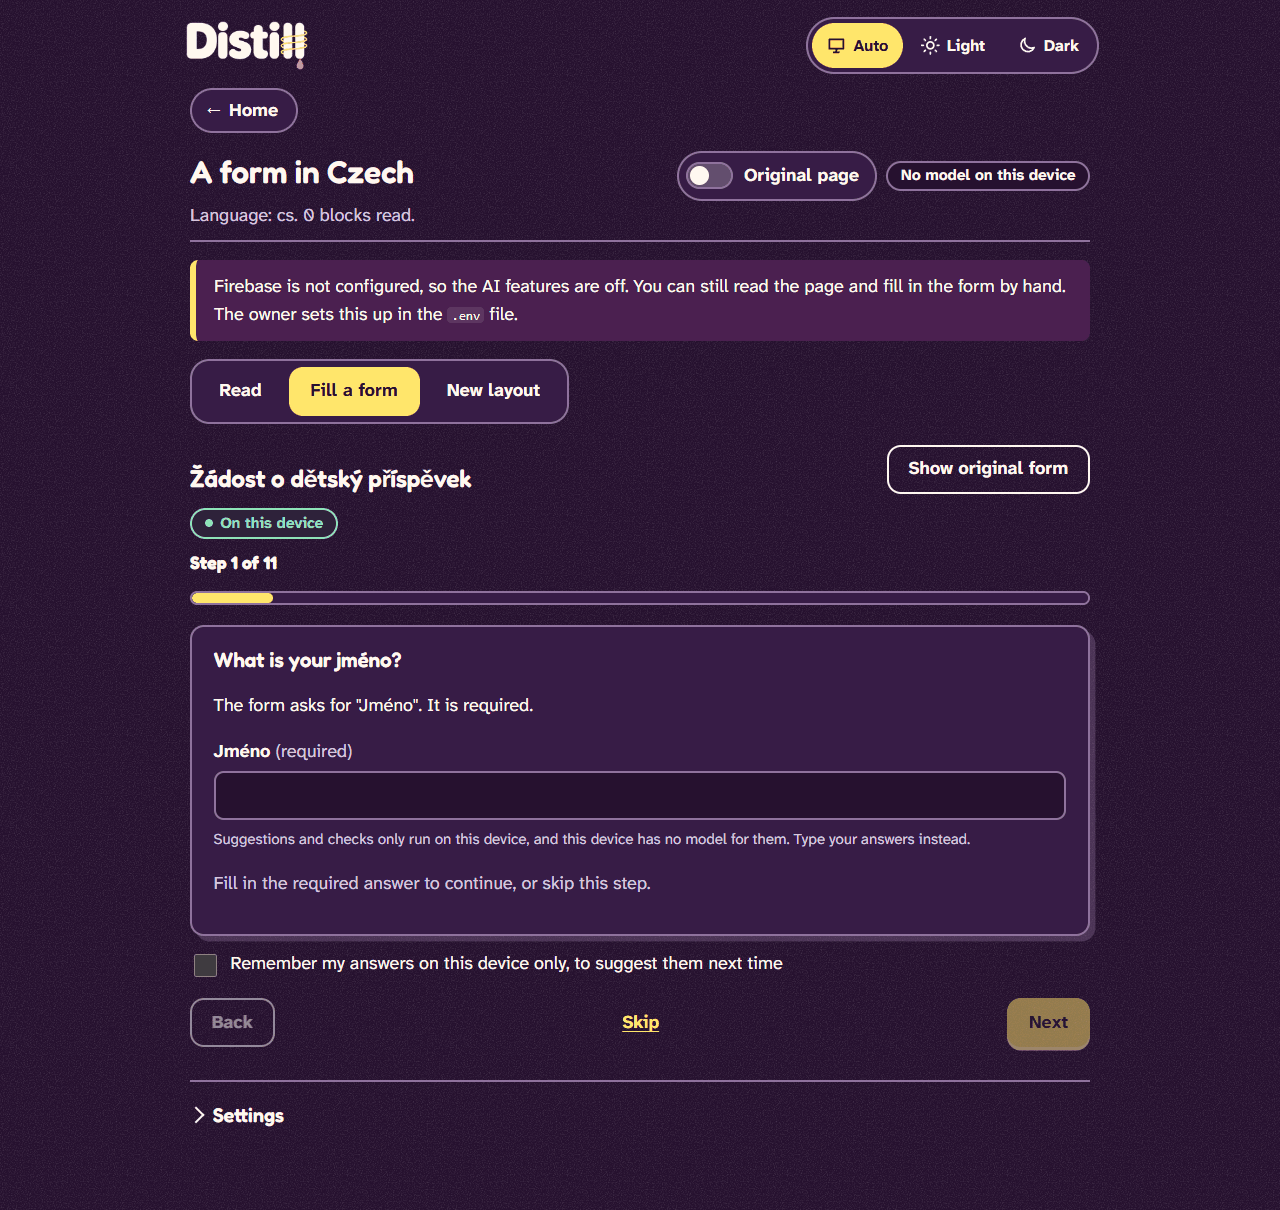 Distill
Auto
Light
Dark
← Home
A form in Czech
Original page
No model on this device
Language: cs. 0 blocks read.
Firebase is not configured, so the AI features are off. You can still read the page and fill in the form by hand.
The owner sets this up in the .env file.
Read
Fill a form
New layout
Žádost o dětský příspěvek
Show original form
On this device
Step 1 of 11
What is your jméno?
The form asks for "Jméno". It is required.
Jméno (required)
Suggestions and checks only run on this device, and this device has no model for them. Type your answers instead.
Fill in the required answer to continue, or skip this step.
Remember my answers on this device only, to suggest them next time
Back
Skip
Next
Settings